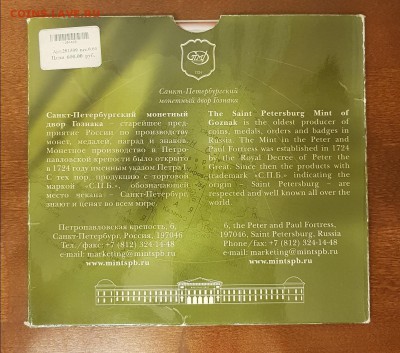 COINSS.LAVE.RU
Санкт-Петербургский
монетный двор Гознака
Санкт-Петербургский монетный
двор Гознака – старейшее пред-
приятие России по производству
монет, медалей, наград и знаков.
Монетное производство в Петро-
павловской крепости было открыто
в 1724 году именным указом Петра I.
С тех пор, продукция с торговой
маркой «С.П.Б.», обозначающей
место чекана – Санкт-Петербург,
знают и ценят во всем мире.
The Saint Petersburg Mint of
Goznak is the oldest producer of
coins, medals, orders and badges in
Russia. The Mint in the Peter and
Paul Fortress was established in 1724
by the Royal Decree of Peter the
Great. Since then the products with
trademark «С.П.Б.» indicating the
origin – Saint Petersburg – are
respected and well known all over the
world.
Петропавловская крепость, 6,
Санкт-Петербург, Россия, 197046
Тел./факс: +7 (812) 324-14-48
e-mail: marketing@mintspb.ru
www.mintspb.ru
6, the Peter and Paul Fortress,
197046, Saint Petersburg, Russia
Phone/fax: +7 (812) 324-14-48
e-mail: marketing@mintspb.ru
www.mintspb.ru